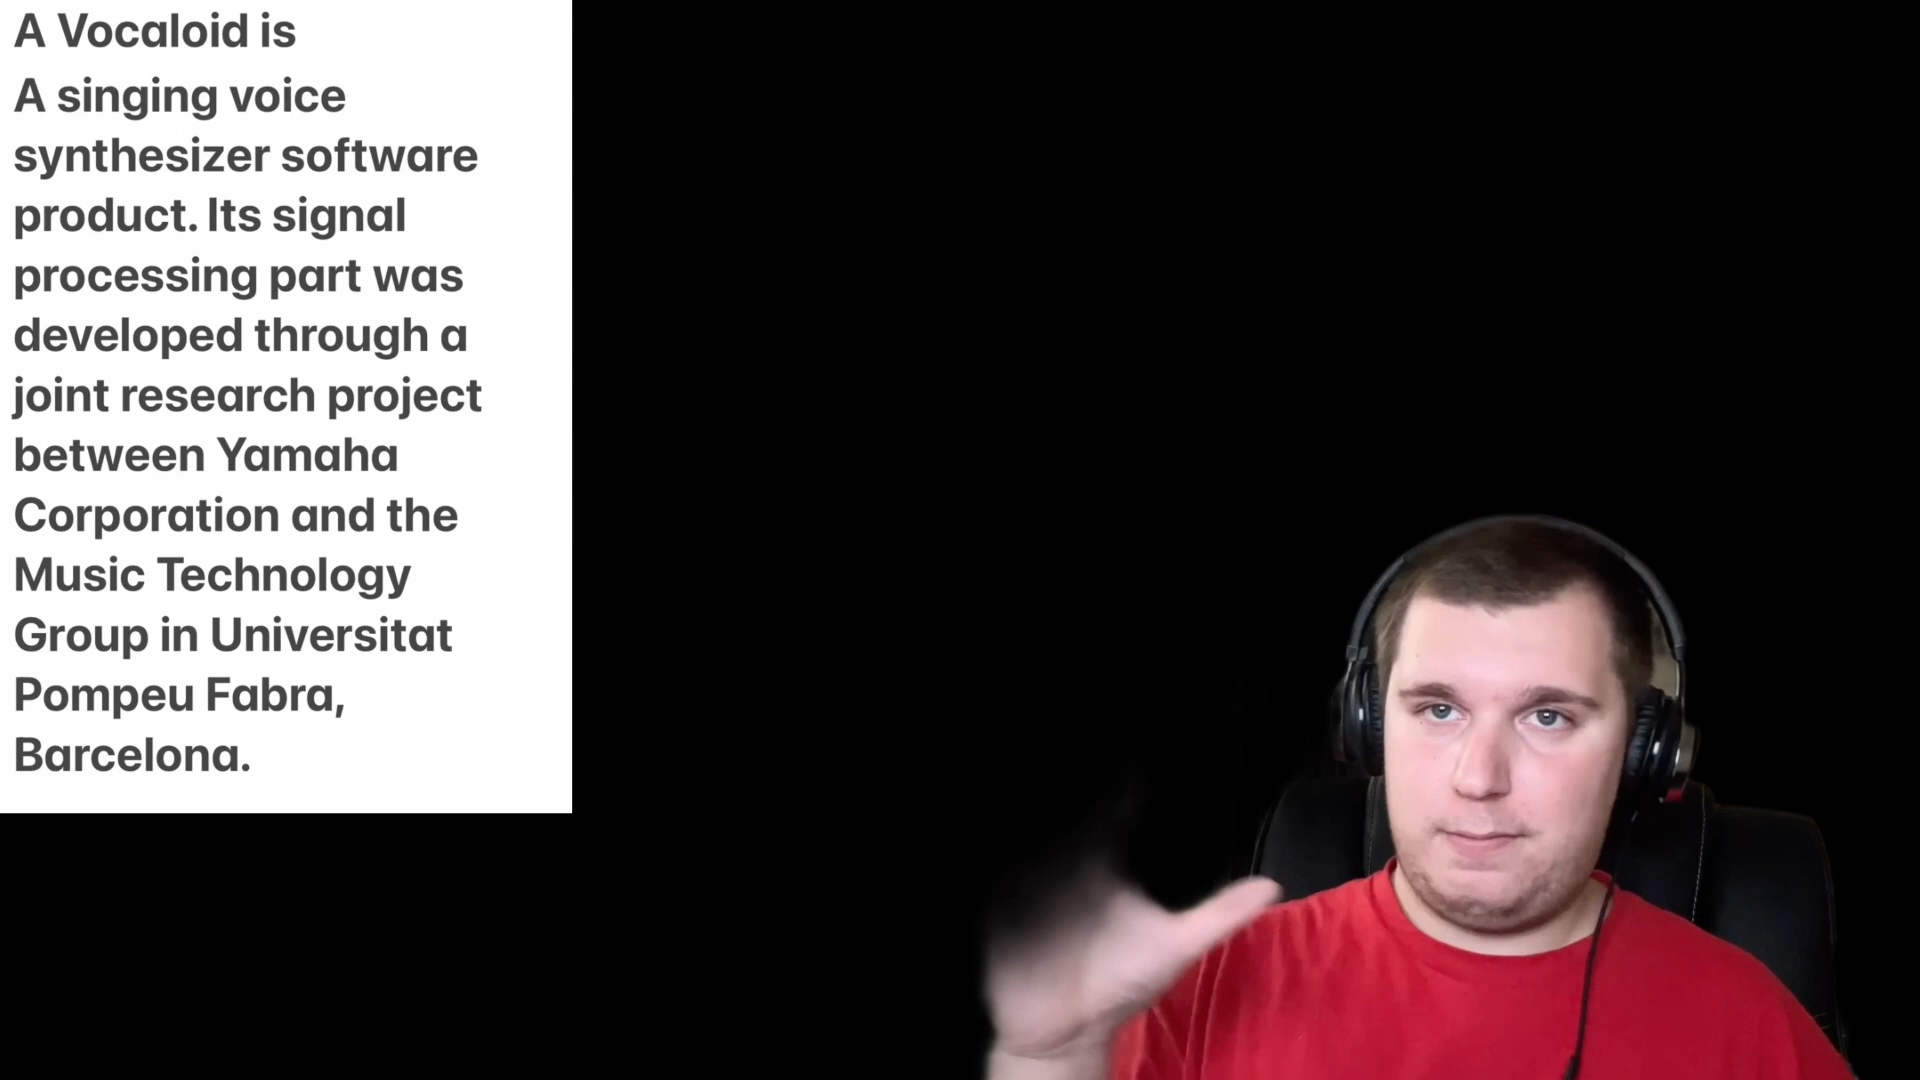 A Vocaloid is
A singing voice
synthesizer software
product. Its signal
processing part was
developed through a
joint research project
between Yamaha
Corporation and the
Music Technology
Group in Universitat
Pompeu Fabra,
Barcelona.